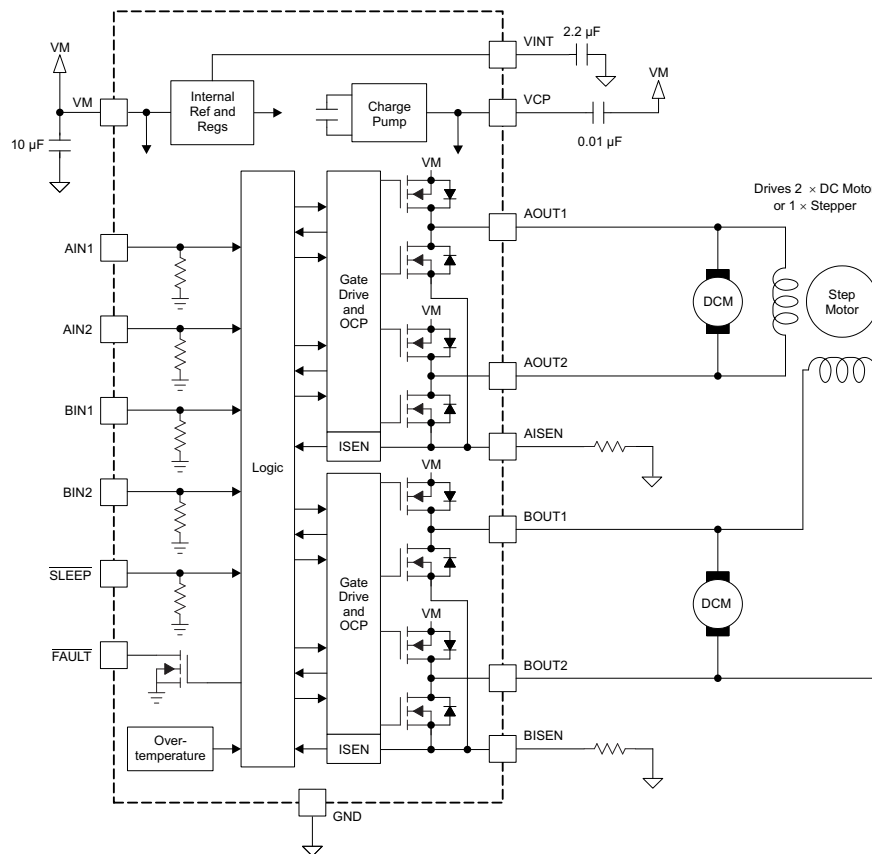 2.2 µF
VINT
VM
VM
Internal
Ref and
Regs
Charge
Pump
VCP
VM
10 µF
0.01 µF
VM
Drives 2 × DC Motor
or 1 × Stepper
AOUT1
AIN1
Gate
Drive
and
OCP
DCM
Step
Motor
VM
AIN2
AOUT2
BIN1
AISEN
ISEN
Logic
VM
BIN2
BOUT1
SLEEP
Gate
Drive
and
OCP
DCM
VM
FAULT
BOUT2
Over-
temperature
BISEN
ISEN
GND